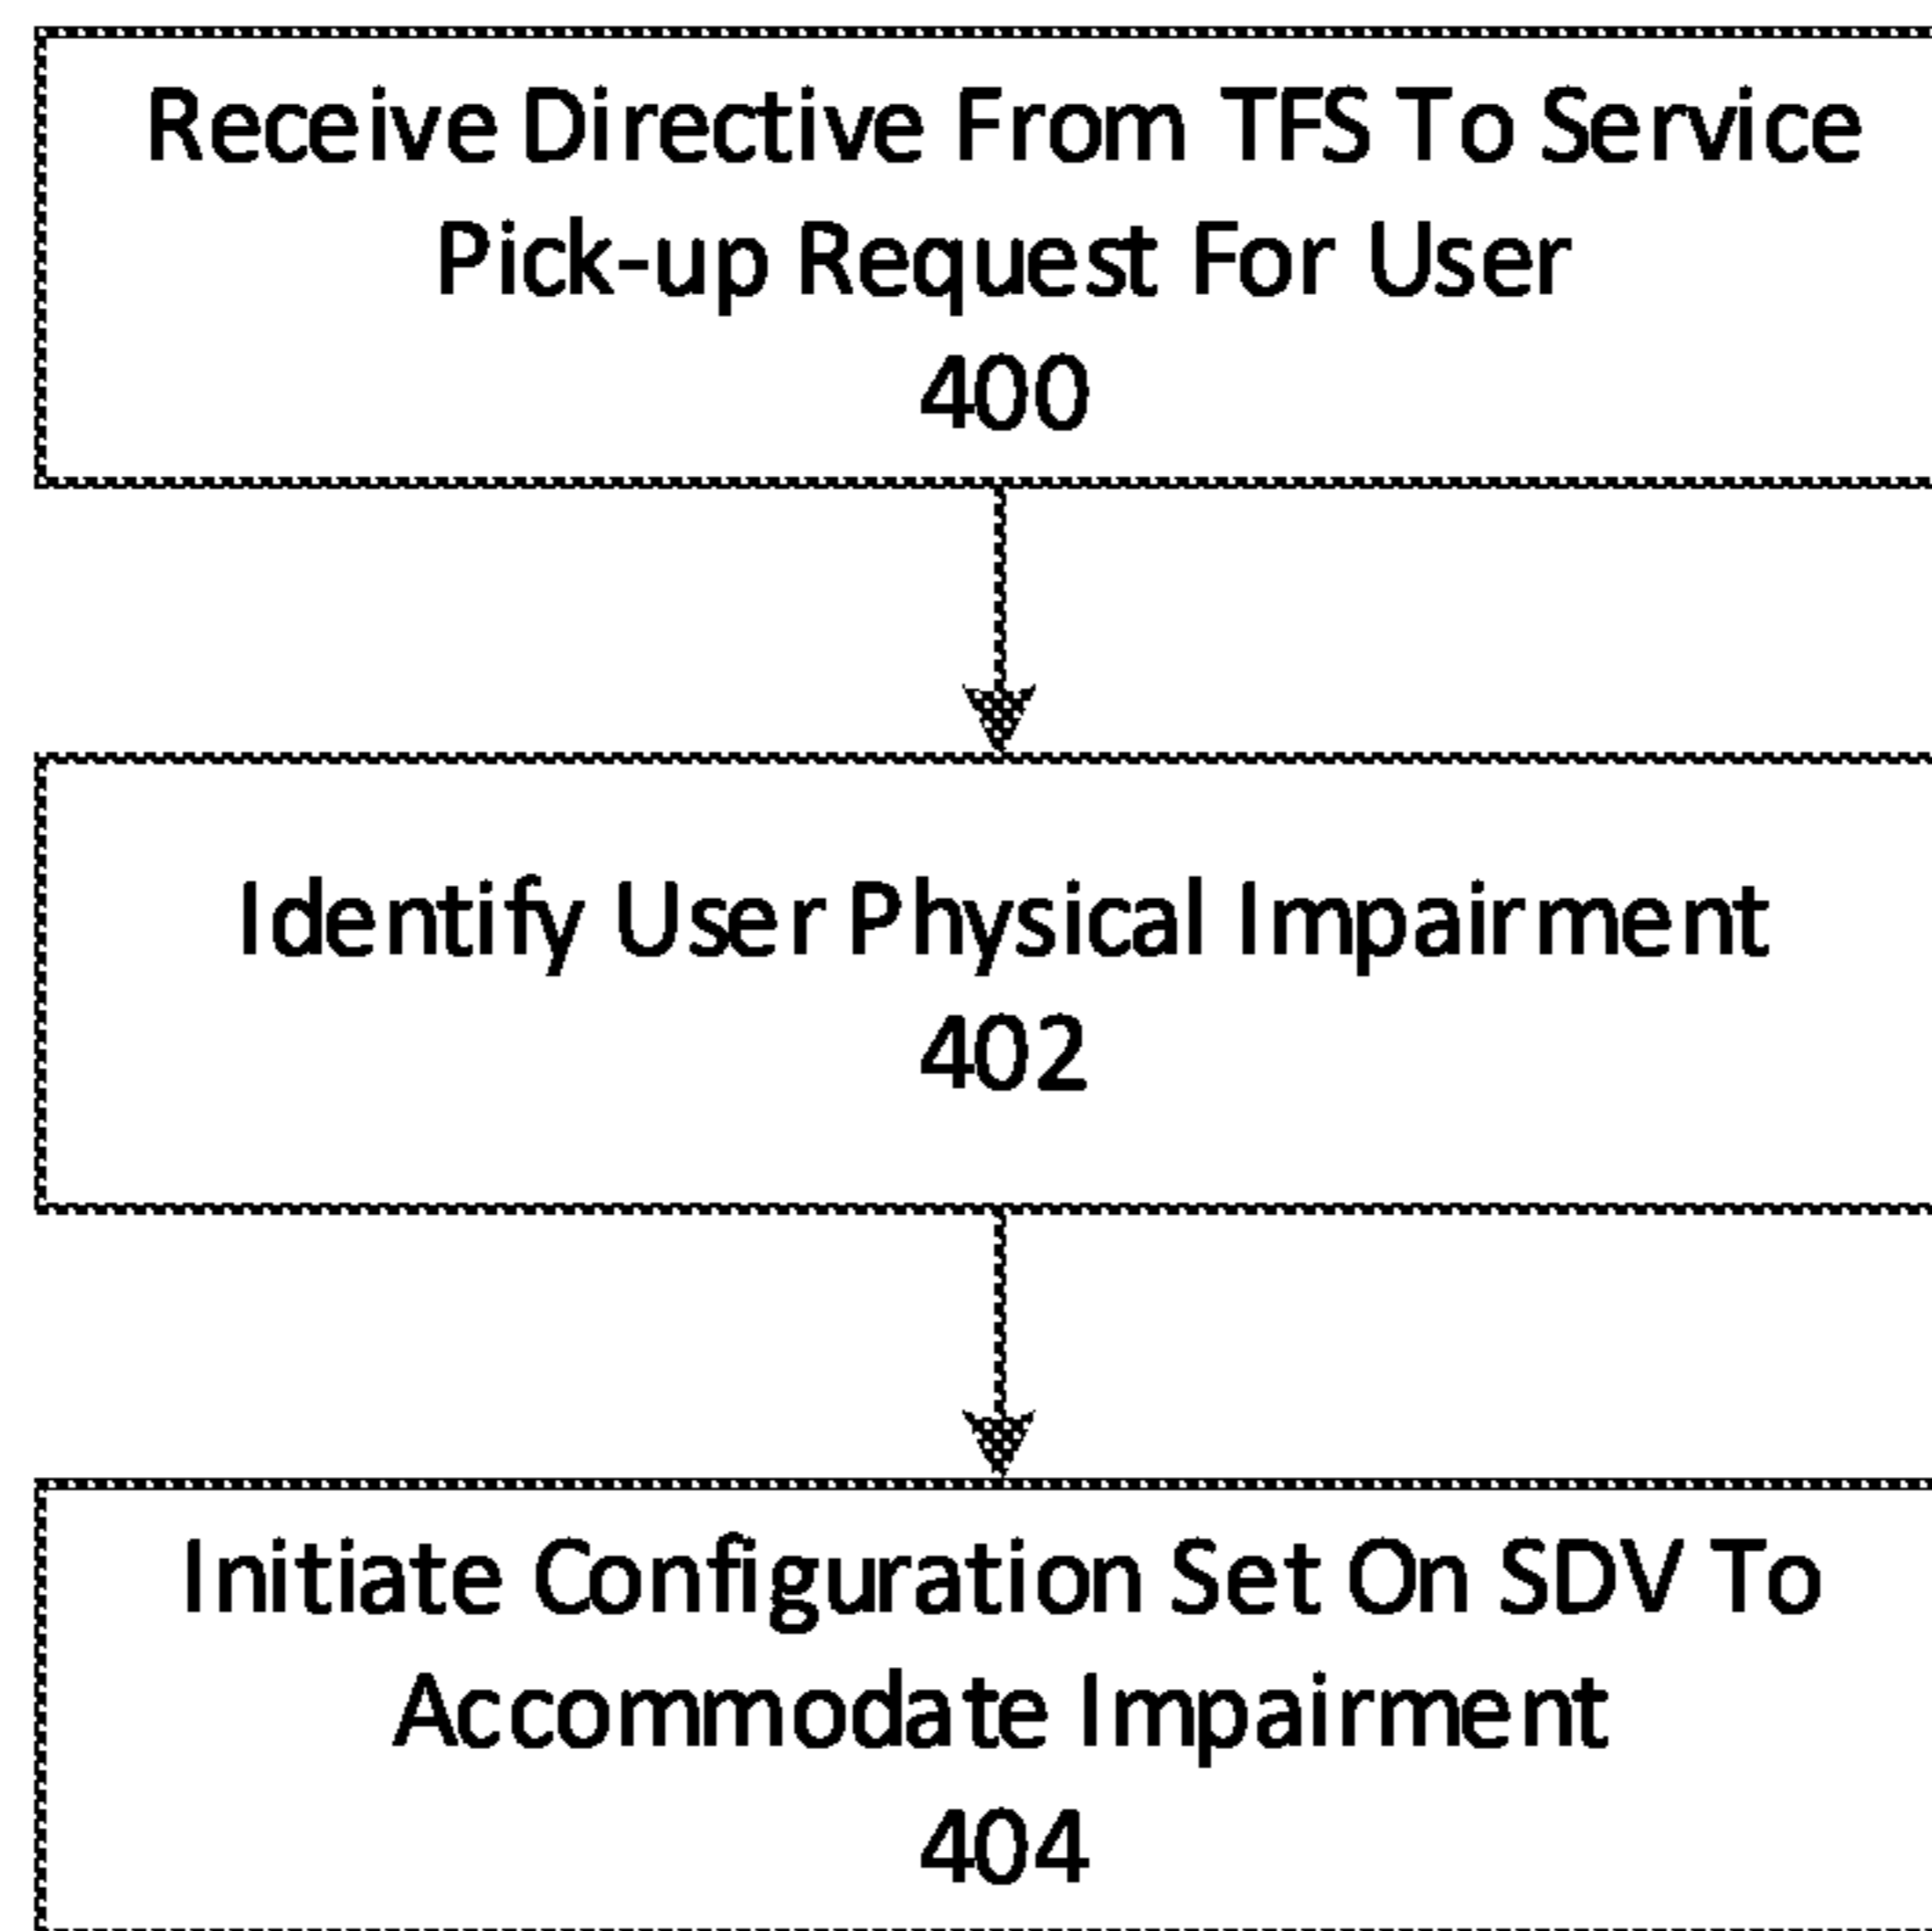 Receive Directive From TFS To Service
Pick-up Request For User
400
Identify User Physical Impairment
402
Initiate Configuration Set On SDV To
Accommodate Impairment
404